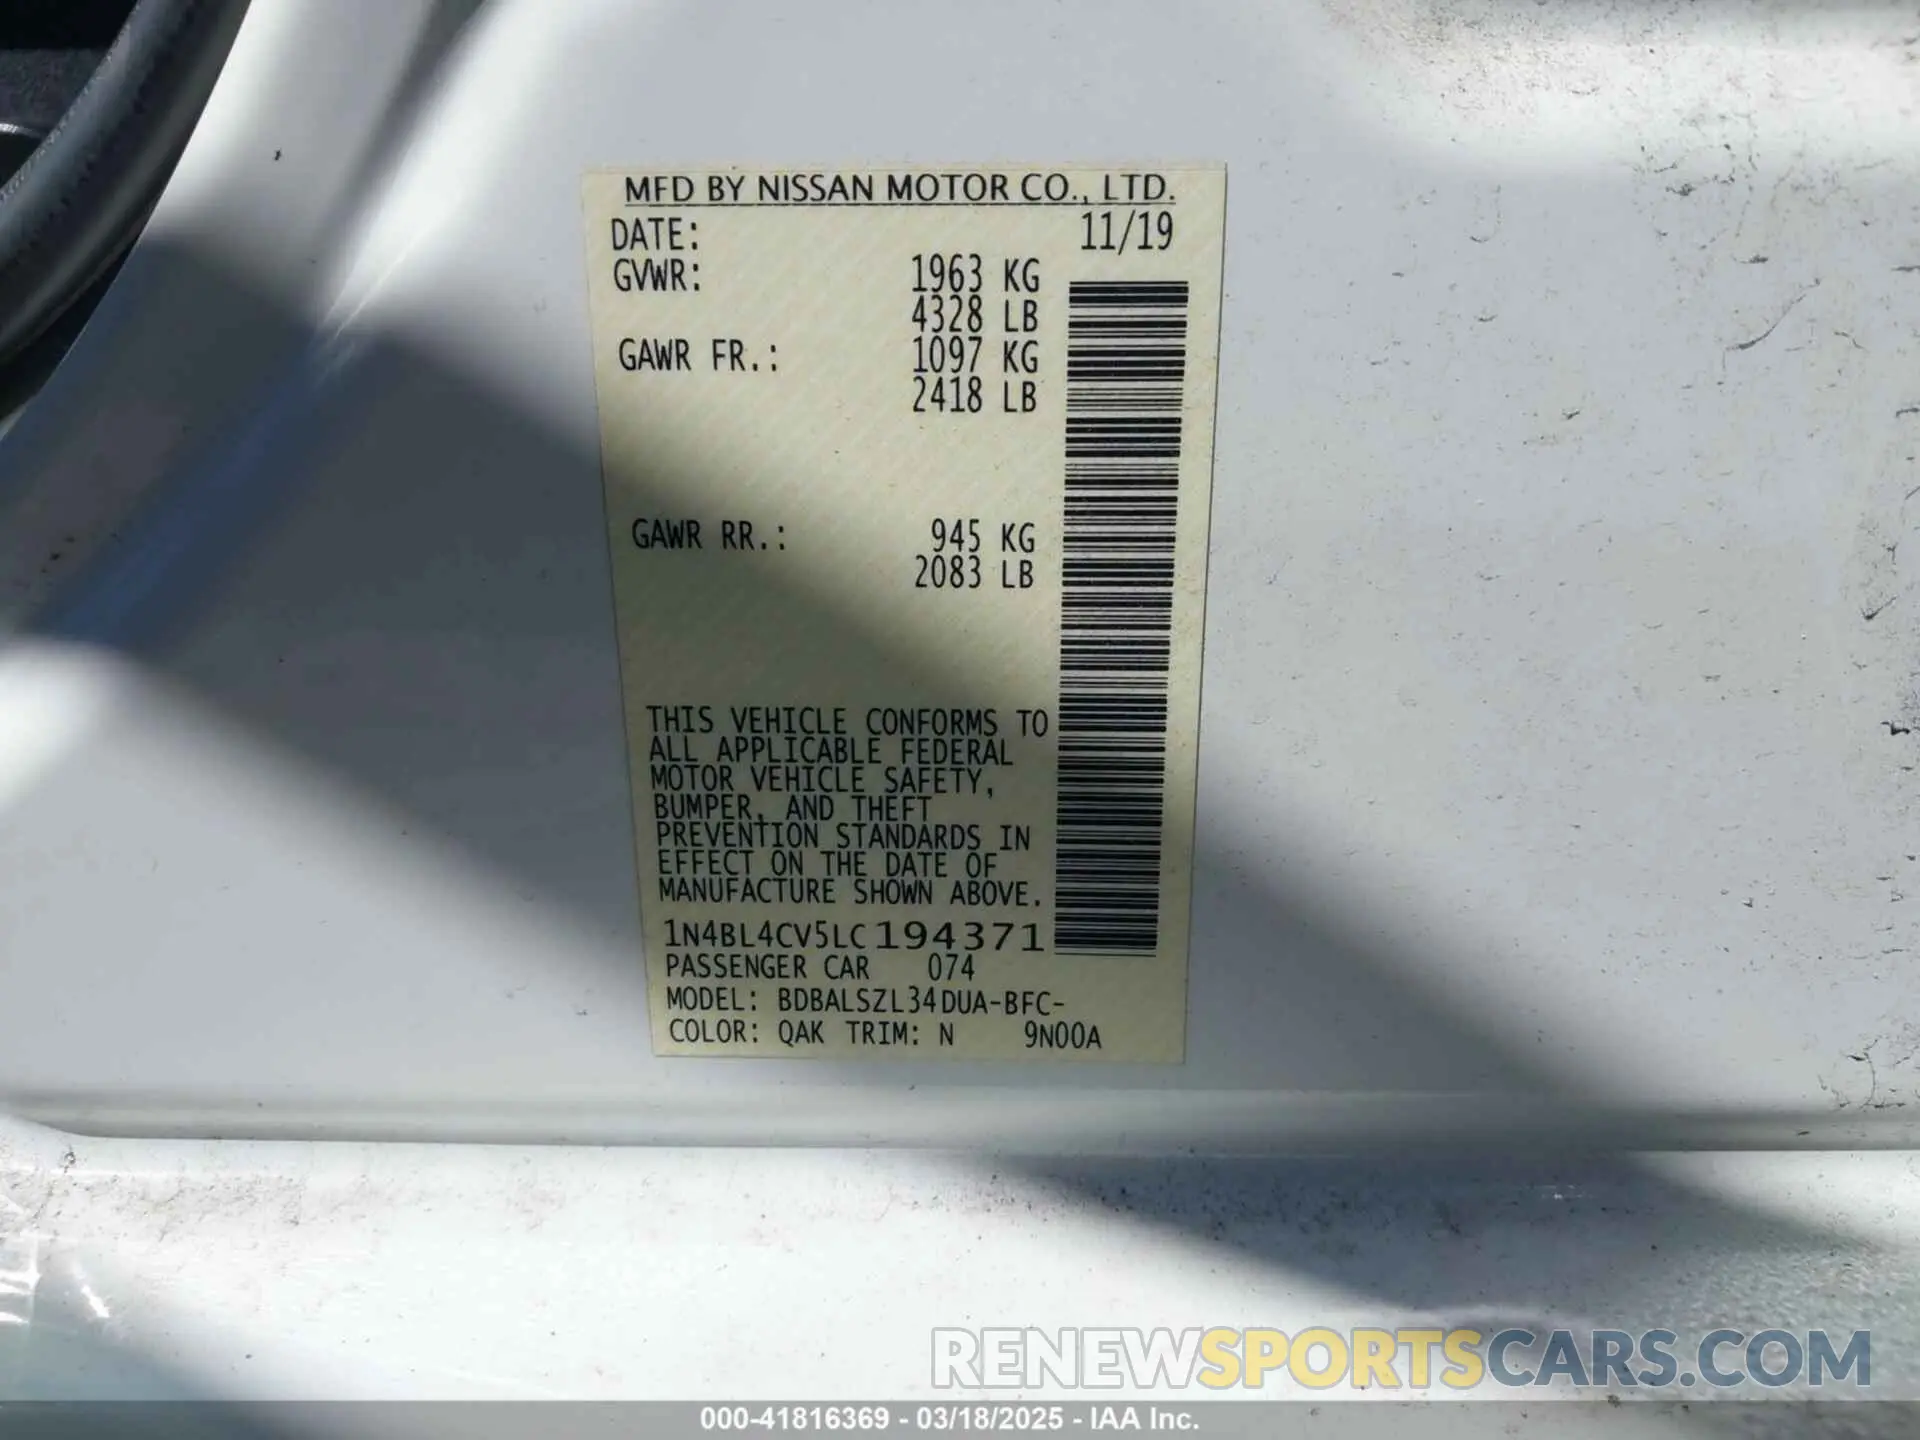 MFD BY NISSAN MOTOR CO., LTD.
DATE: 11/19
GVWR: 1963 KG
4328 LB
GAWR FR.: 1097 KG
2418 LB
GAWR RR.: 945 KG
2083 LB
THIS VEHICLE CONFORMS TO
ALL APPLICABLE FEDERAL
MOTOR VEHICLE SAFETY,
BUMPER, AND THEFT
PREVENTION STANDARDS IN
EFFECT ON THE DATE OF
MANUFACTURE SHOWN ABOVE.
1N4BL4CV5LC194371
PASSENGER CAR 074
MODEL: BDBALSZL34DUA-BFC-
COLOR: QAK TRIM: N 9N00A
RENEWSPORTSCARS.COM
000-41816369 - 03/18/2025 - IAA Inc.